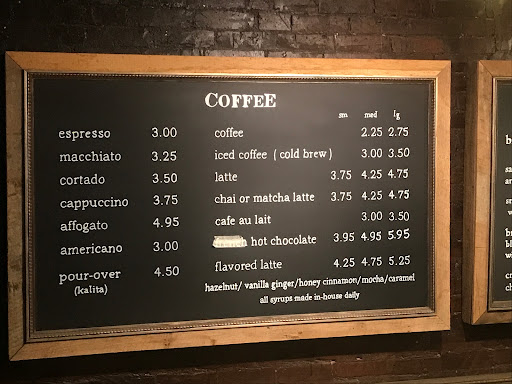 COFFEE
sm med lg
espresso 3.00 coffee 2.25 2.75
macchiato 3.25 iced coffee ( cold brew ) 3.00 3.50
cortado 3.50 latte 3.75 4.25 4.75
cappuccino 3.75 chai or matcha latte 3.75 4.25 4.75
affogato 4.95 cafe au lait 3.00 3.50
americano 3.00 hot chocolate 3.95 4.95 5.95
pour-over 4.50 flavored latte 4.25 4.75 5.25
(kalita)
hazelnut/ vanilla ginger/honey cinnamon/mocha/caramel
all syrups made in-house daily